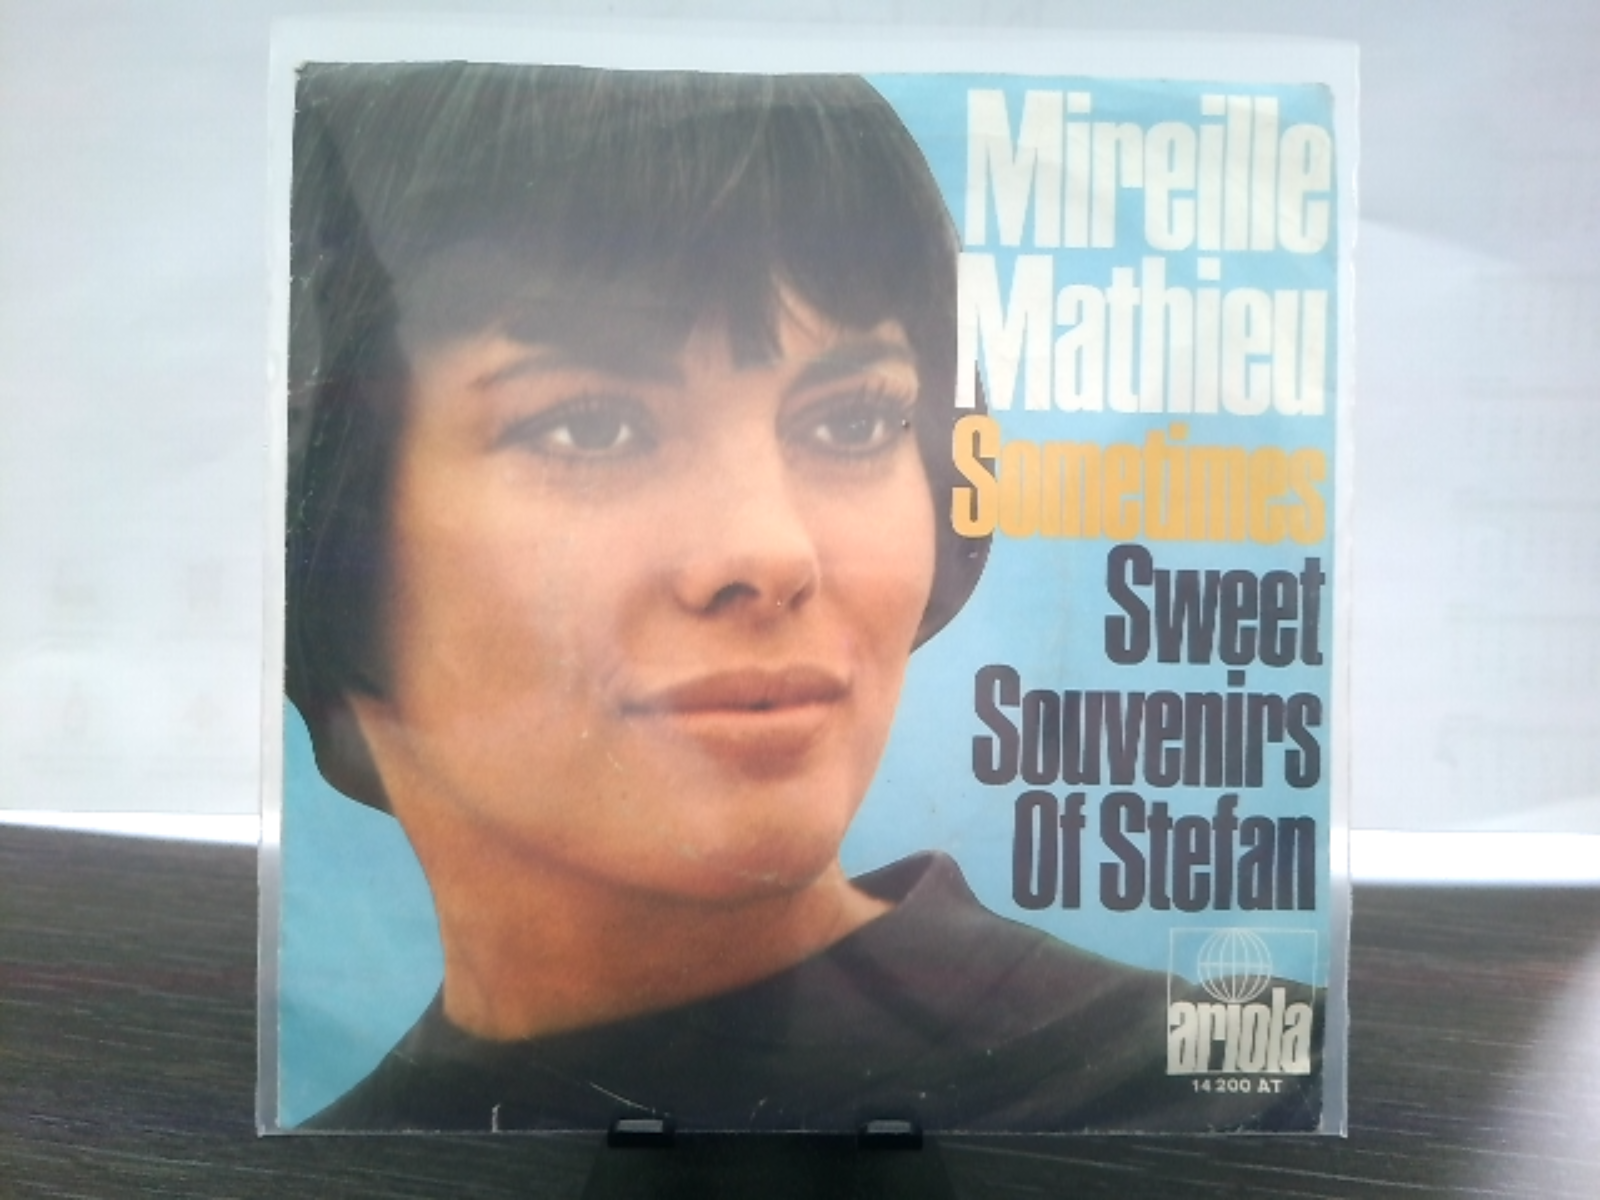 Mireille
Mathieu
Sometimes
Sweet
Souvenirs
Of Stefan
ariola
14 200 AT